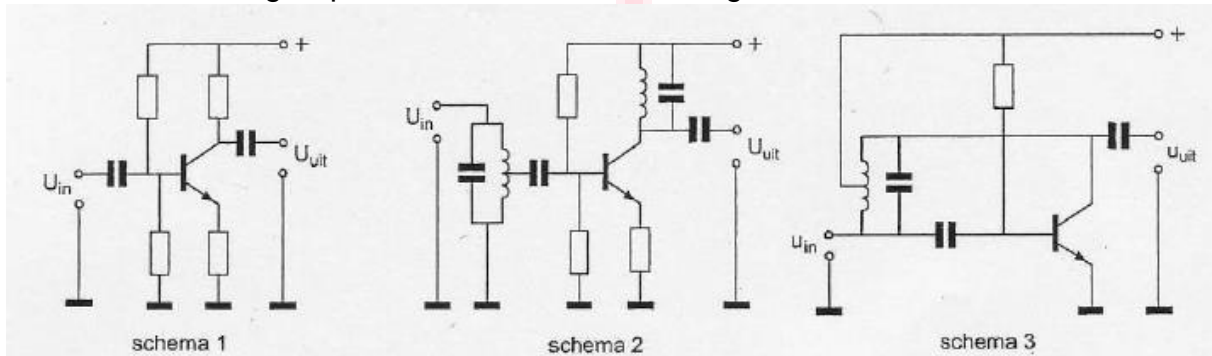 + + +
U_in U_uit
U_in U_uit
u_in u_uit
schema 1 schema 2 schema 3